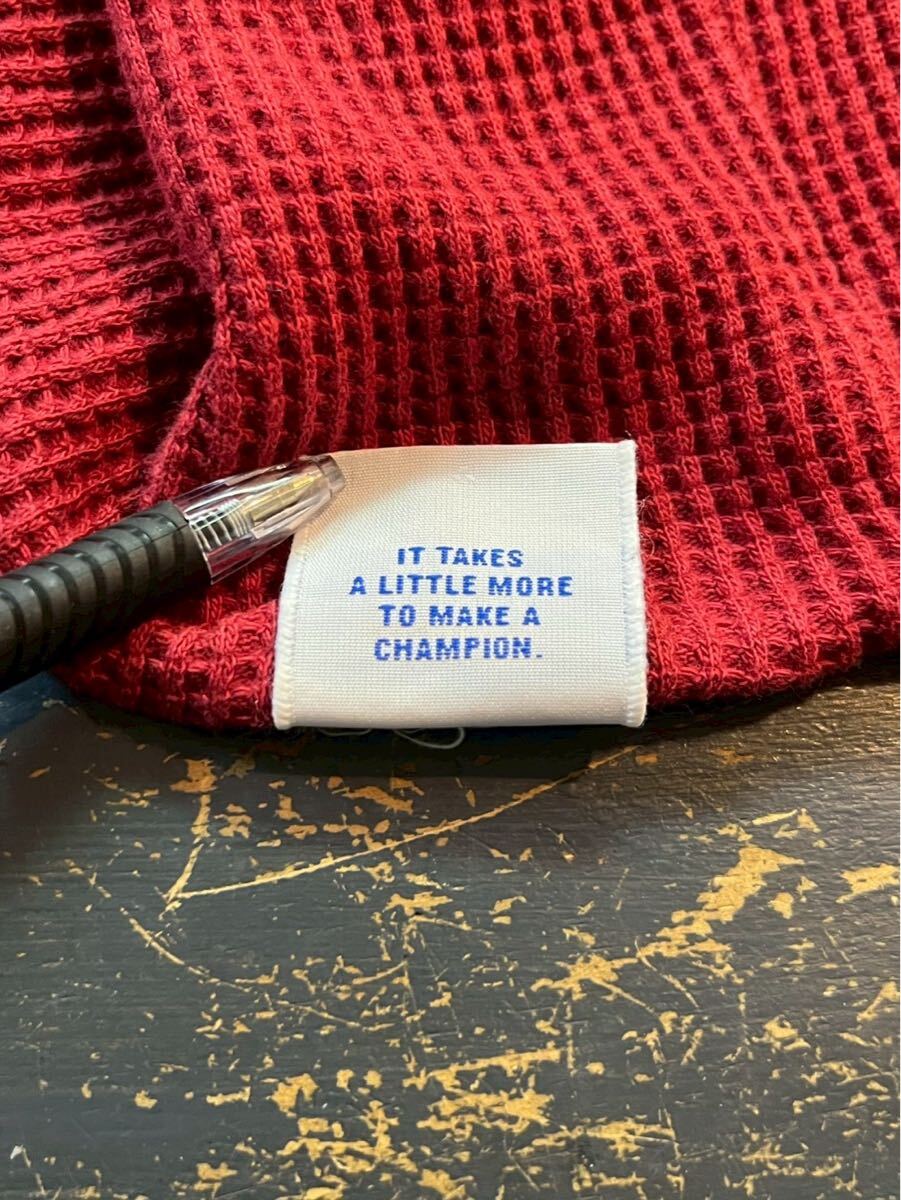 IT TAKES
A LITTLE MORE
TO MAKE A
CHAMPION.